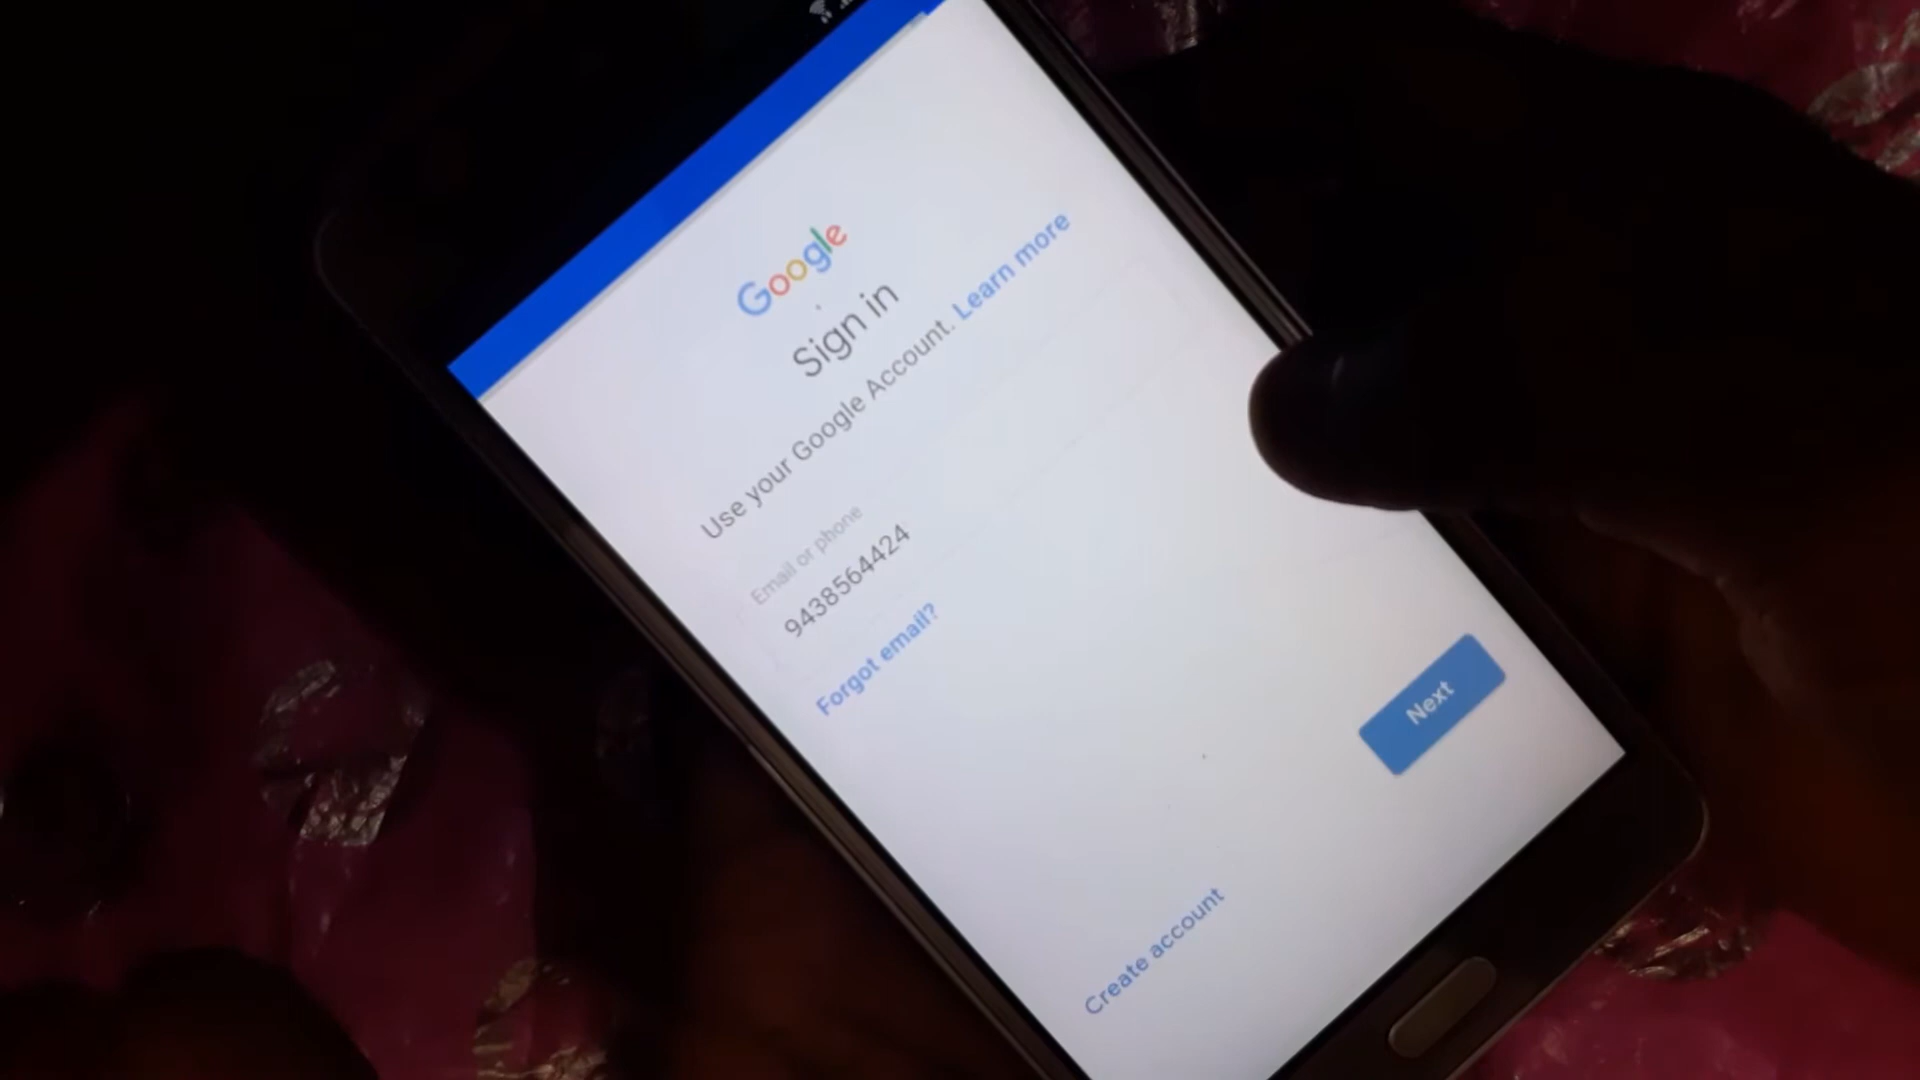 Google
Sign in
Use your Google Account. Learn more
Email or phone
9438564424
Forgot email?
Next
Create account